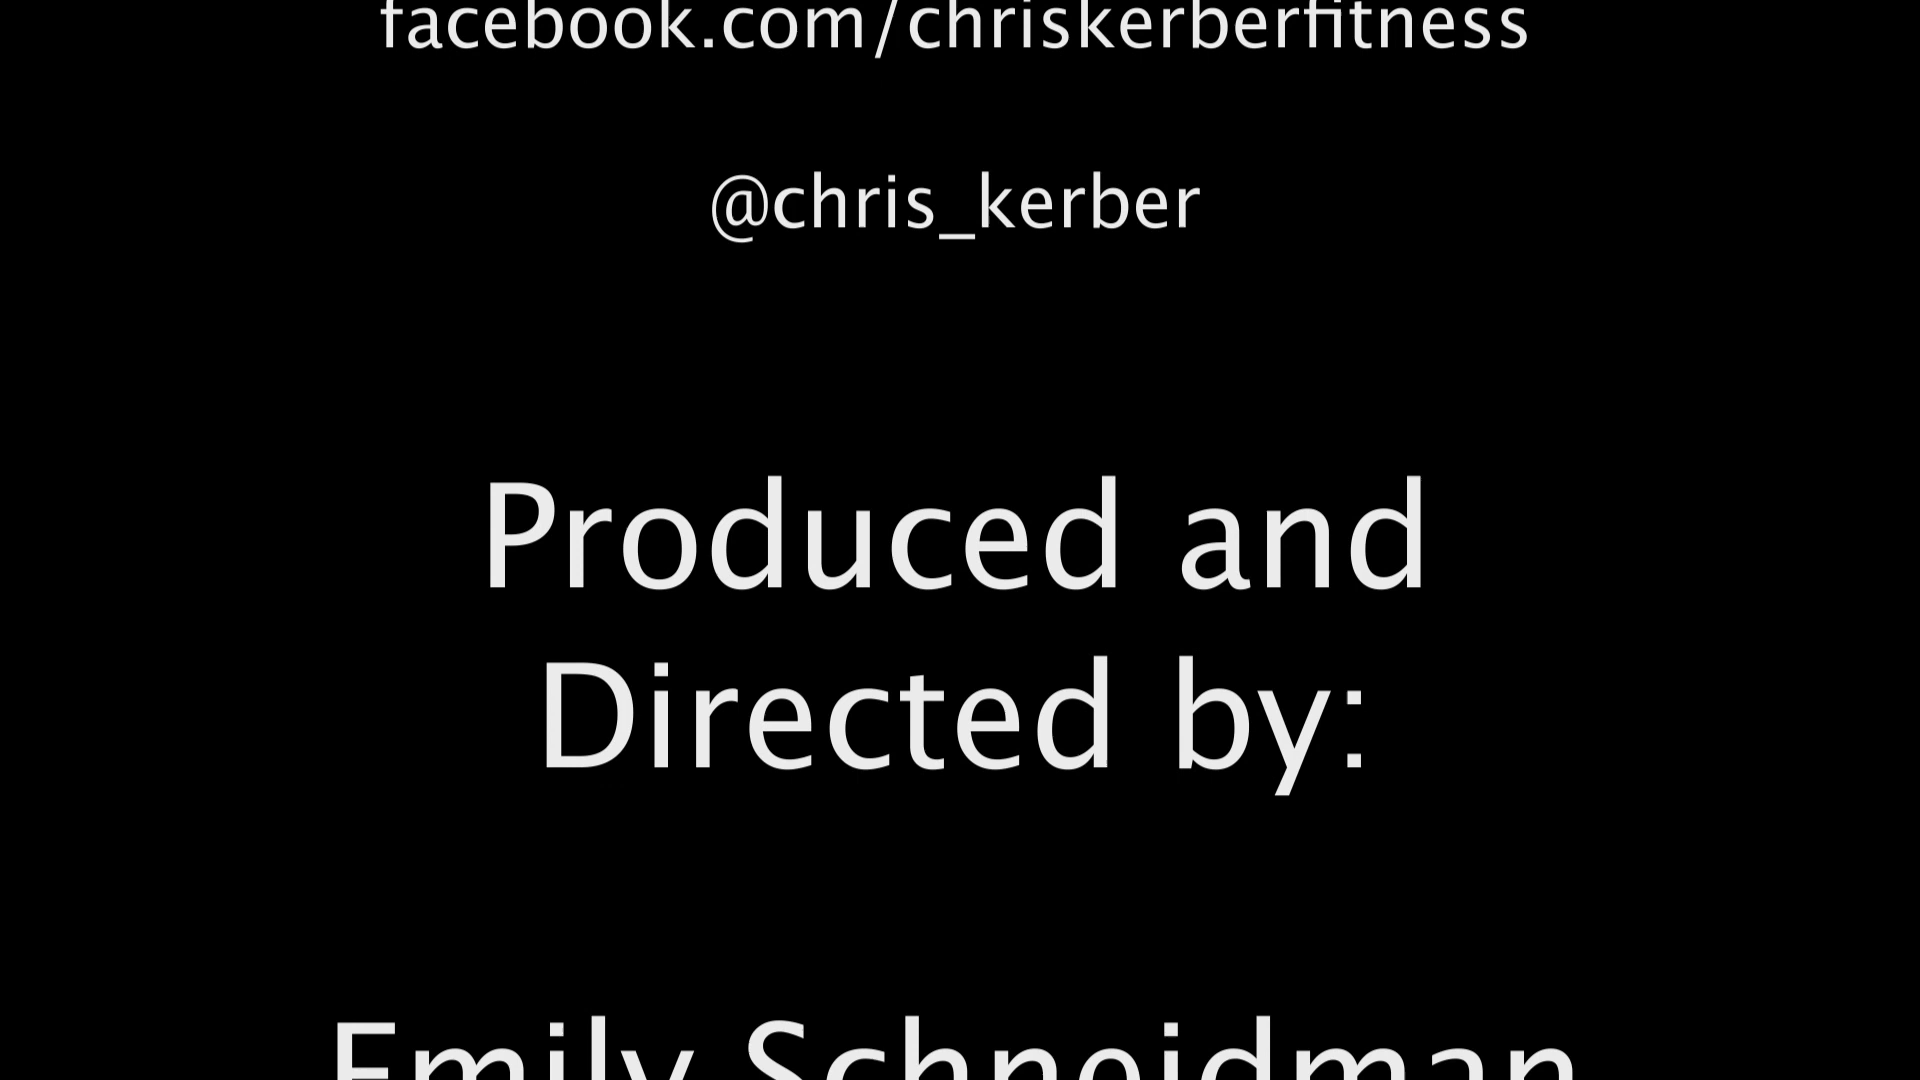 facebook.com/chriskerberfitness
@chris_kerber
Produced and
Directed by:
Emily Schneidman